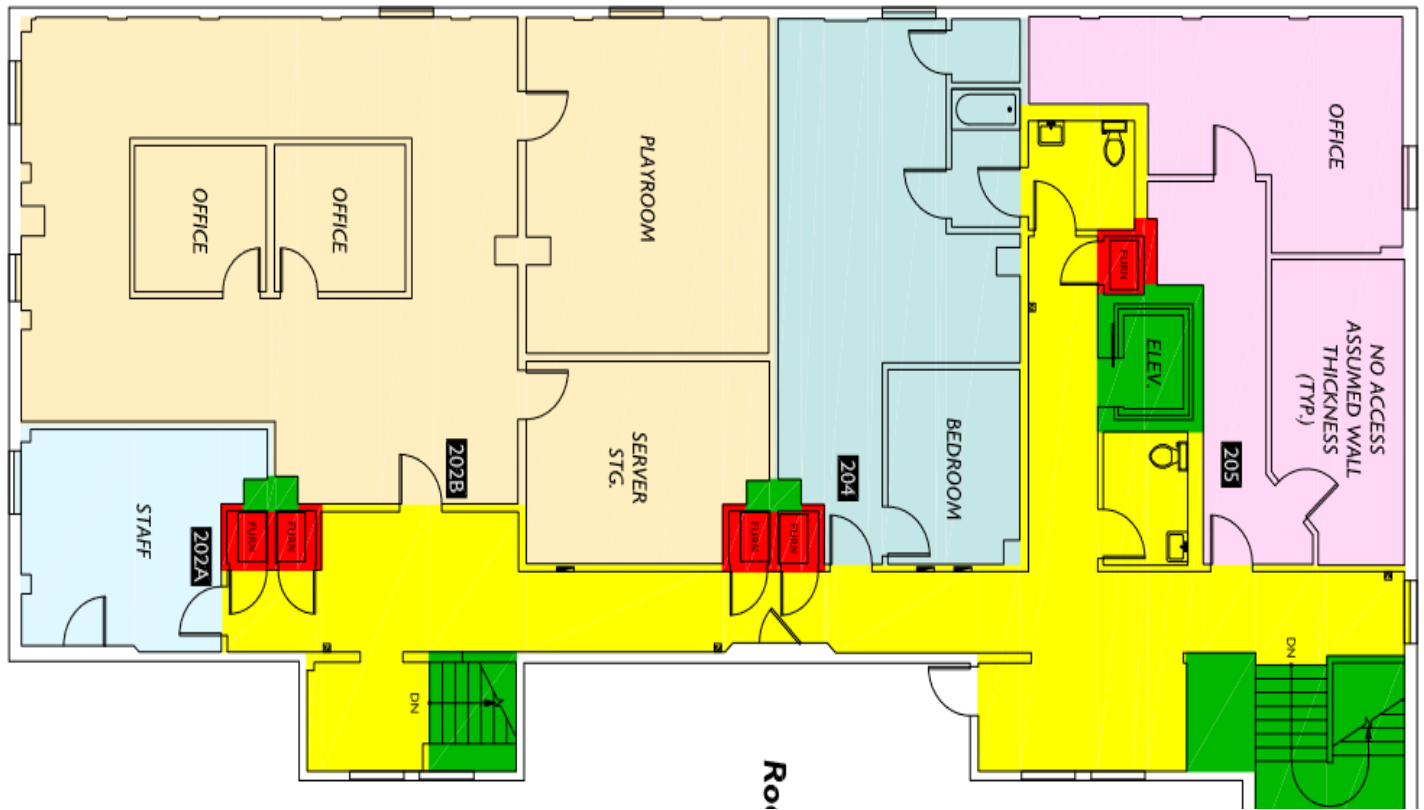 OFFICE
OFFICE
PLAYROOM
OFFICE
FURN
ELEV.
NO ACCESS
ASSUMED WALL
THICKNESS
(TYP.)
202B
SERVER
STG.
204
BEDROOM
205
STAFF
202A
FURN
FURN
FURN
FURN
DN
DN